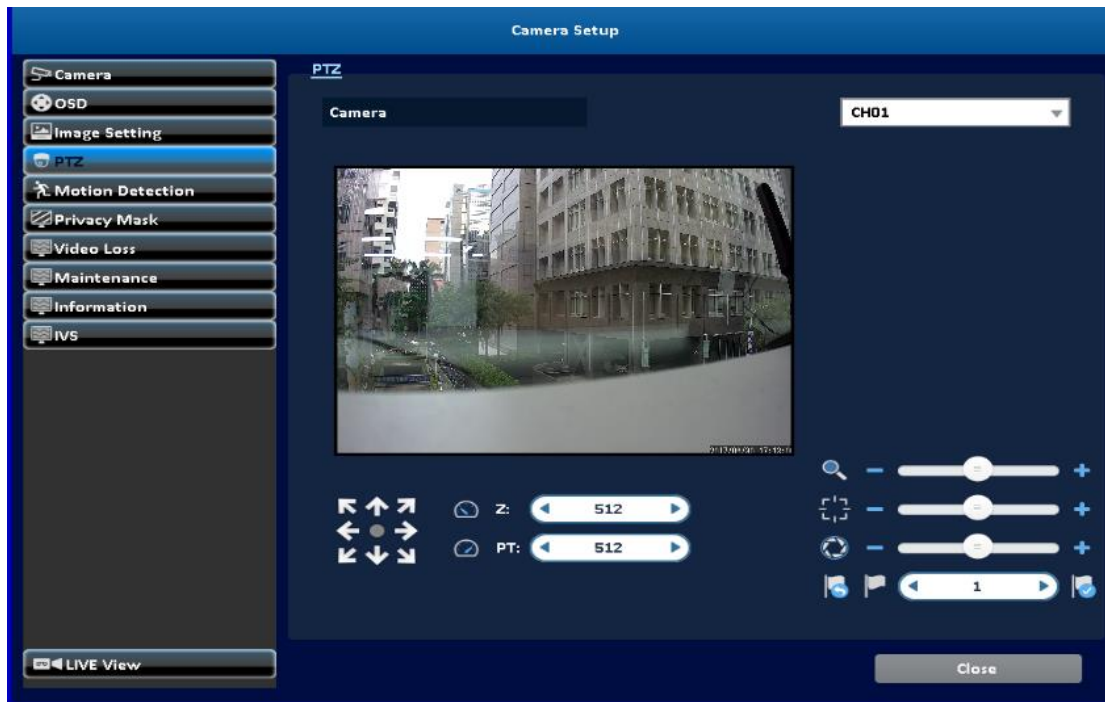 Camera Setup
Camera
OSD
Image Setting
PTZ
Motion Detection
Privacy Mask
Video Loss
Maintenance
Information
IVS
LIVE View
PTZ
Camera
CH01
Z:
512
PT:
512
1
Close